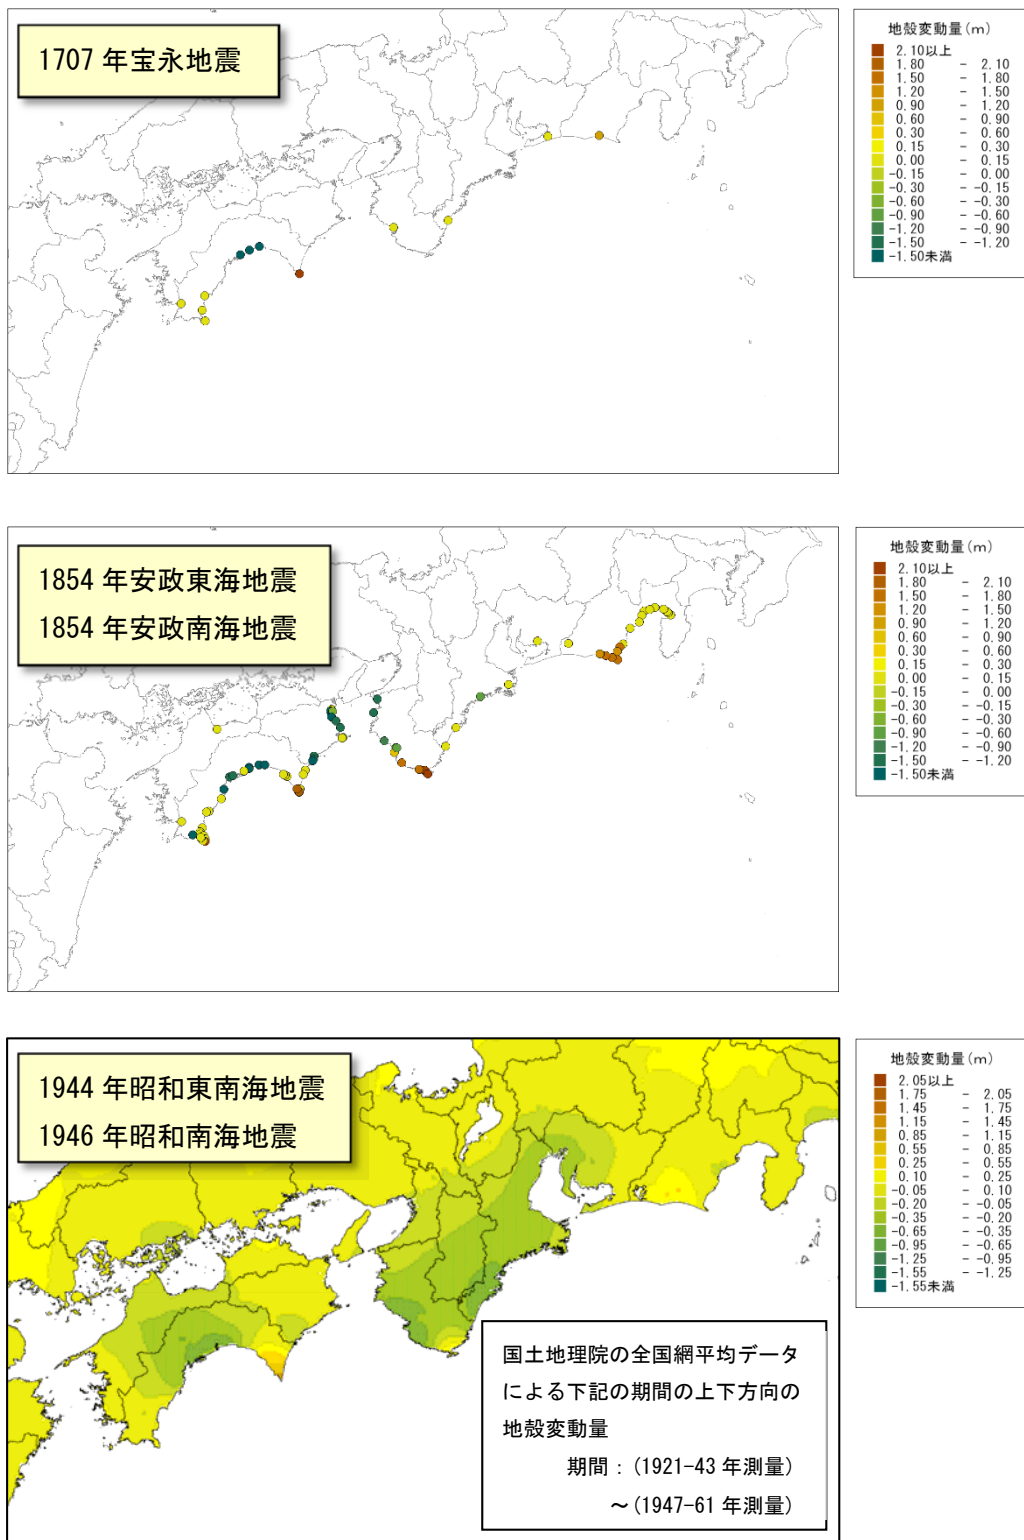 1707 年宝永地震
地殻変動量(m)
2.10以上
1.80 - 2.10
1.50 - 1.80
1.20 - 1.50
0.90 - 1.20
0.60 - 0.90
0.30 - 0.60
0.15 - 0.30
0.00 - 0.15
-0.15 - 0.00
-0.30 - -0.15
-0.60 - -0.30
-0.90 - -0.60
-1.20 - -0.90
-1.50 - -1.20
-1.50未満
1854 年安政東海地震
1854 年安政南海地震
地殻変動量(m)
2.10以上
1.80 - 2.10
1.50 - 1.80
1.20 - 1.50
0.90 - 1.20
0.60 - 0.90
0.30 - 0.60
0.15 - 0.30
0.00 - 0.15
-0.15 - 0.00
-0.30 - -0.15
-0.60 - -0.30
-0.90 - -0.60
-1.20 - -0.90
-1.50 - -1.20
-1.50未満
1944 年昭和東南海地震
1946 年昭和南海地震
地殻変動量(m)
2.05以上
1.75 - 2.05
1.45 - 1.75
1.15 - 1.45
0.85 - 1.15
0.55 - 0.85
0.25 - 0.55
0.10 - 0.25
-0.05 - 0.10
-0.20 - -0.05
-0.35 - -0.20
-0.65 - -0.35
-0.95 - -0.65
-1.25 - -0.95
-1.55 - -1.25
-1.55未満
国土地理院の全国網平均データ
による下記の期間の上下方向の
地殻変動量
期間：(1921-43 年測量)
～(1947-61 年測量)